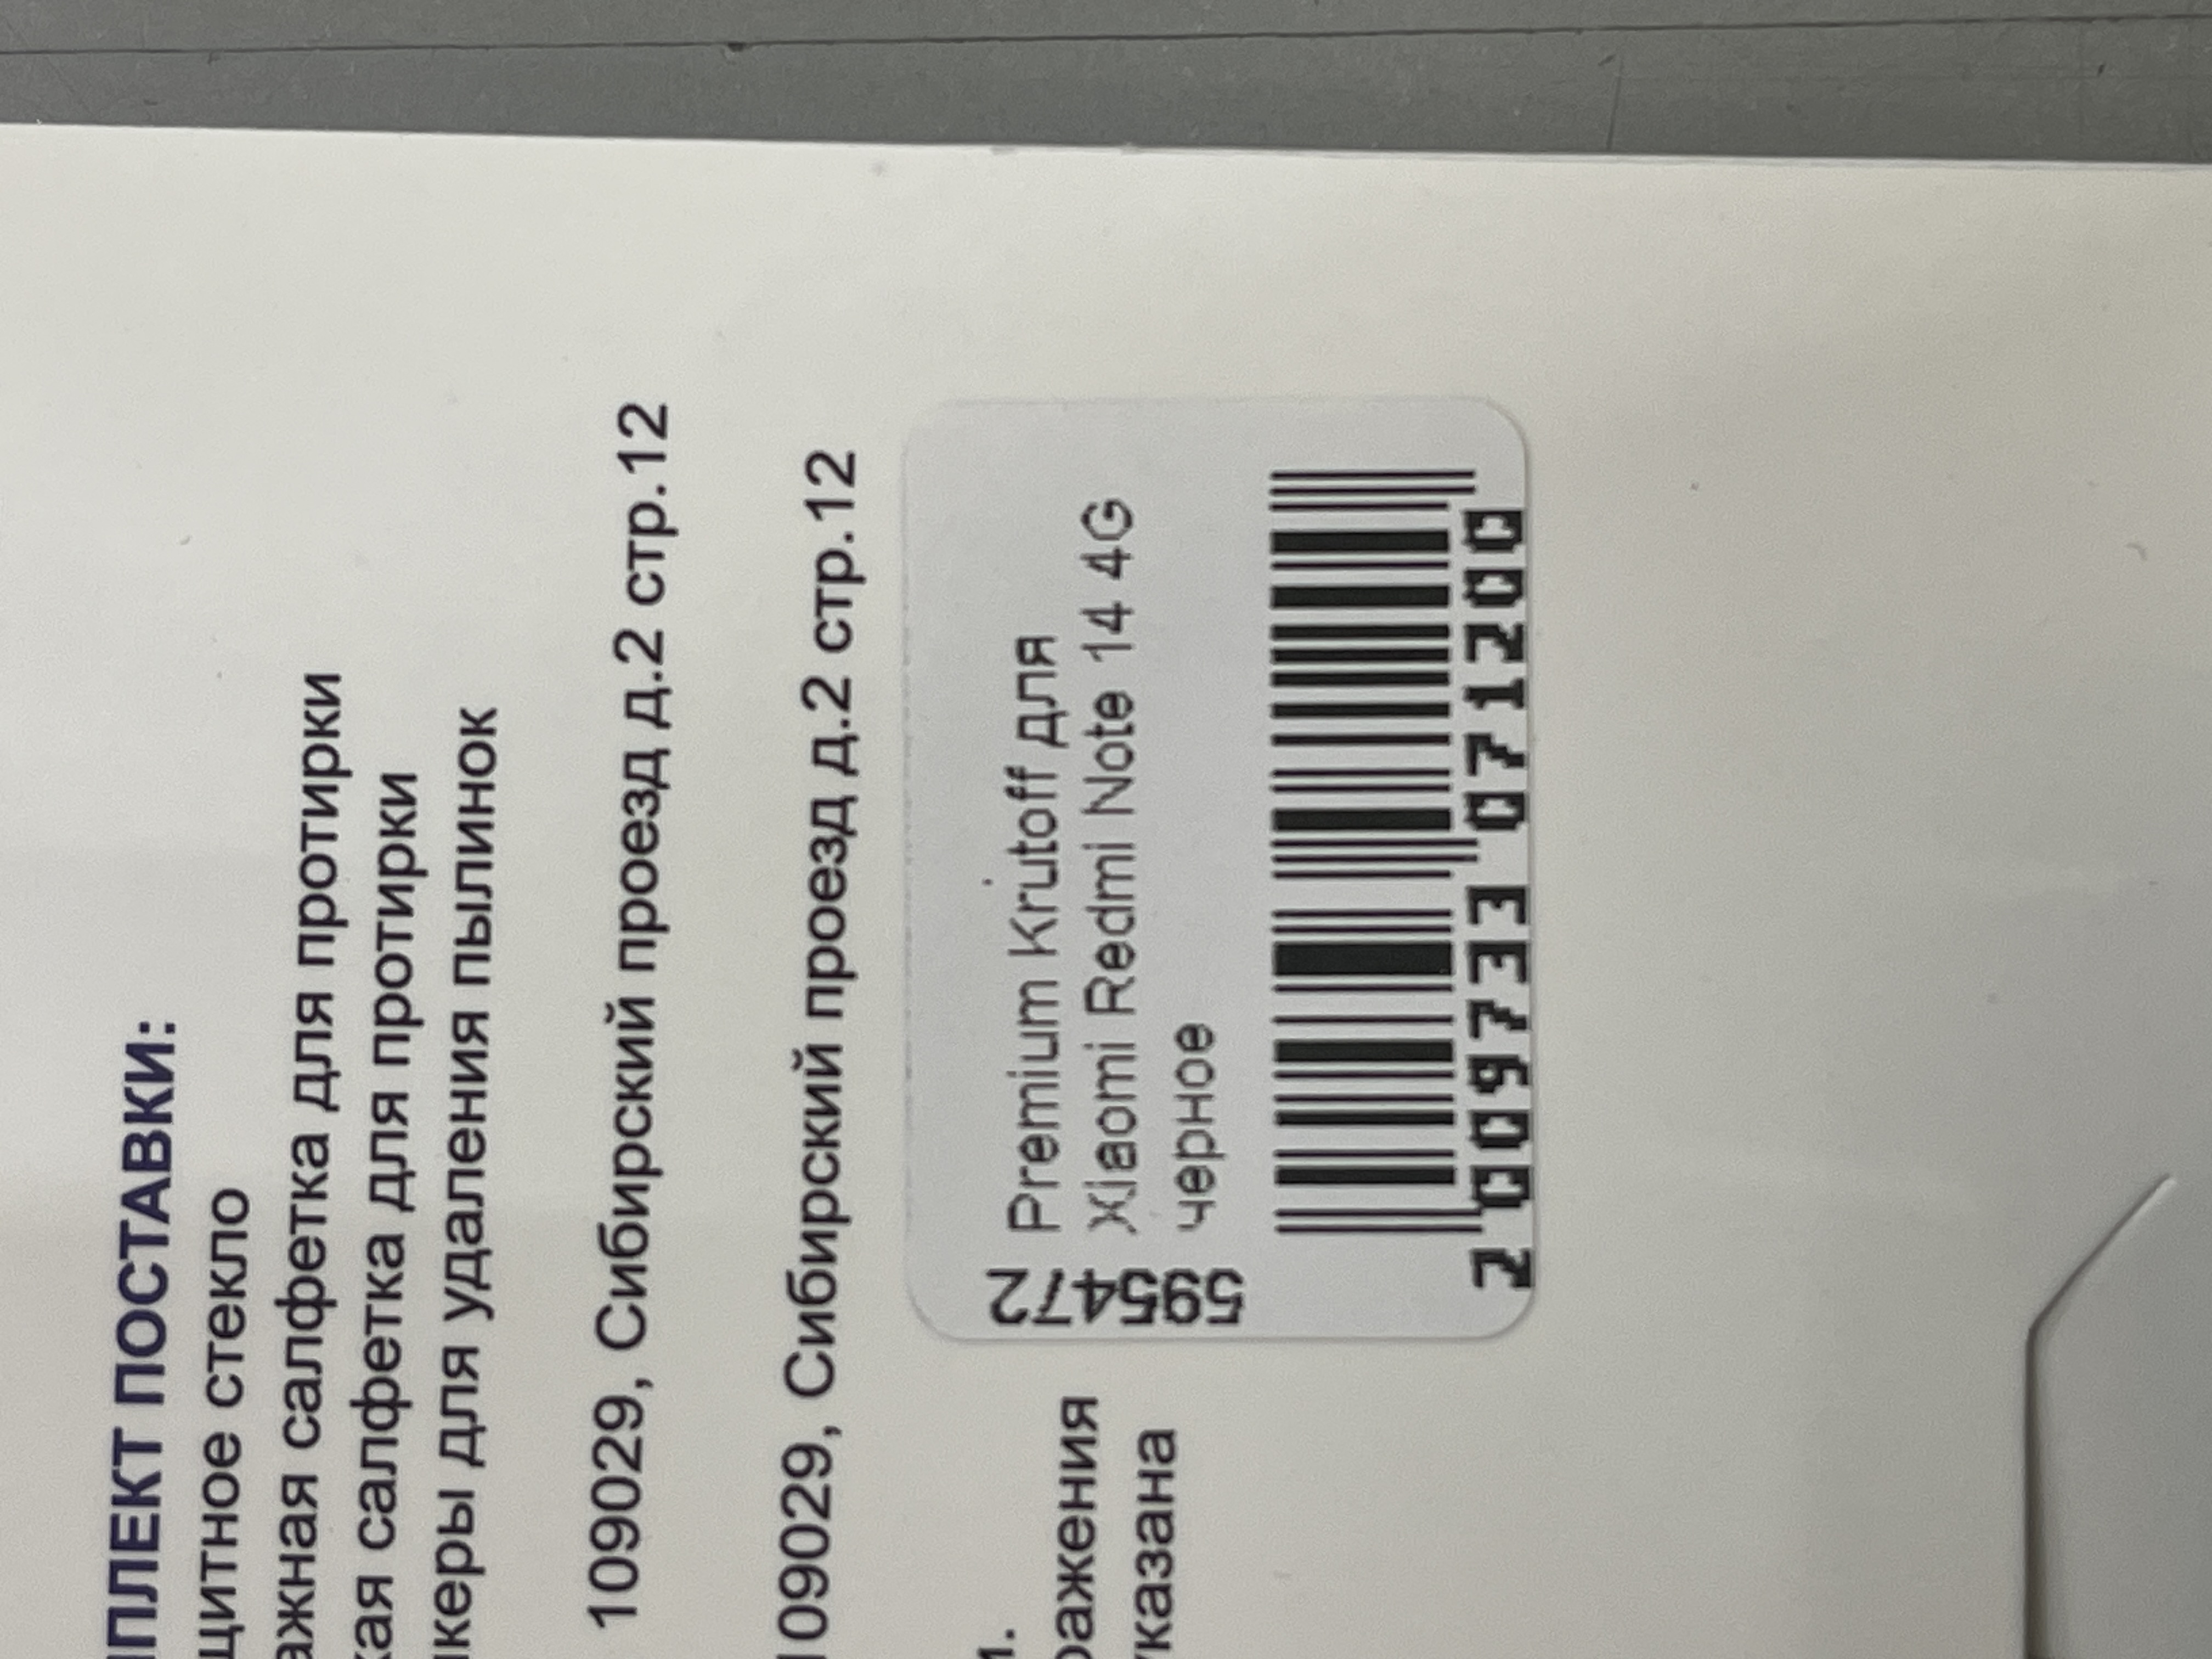 ПЛЕКТ ПОСТАВКИ:
щитное стекло
ажная салфетка для протирки
кая салфетка для протирки
керы для удаления пылинок
109029, Сибирский проезд д.2 стр.12
109029, Сибирский проезд д.2 стр.12
ражения
указана
595472
Premium Krutoff для
Xiaomi Redmi Note 14 4G
черное
2 009733 071200